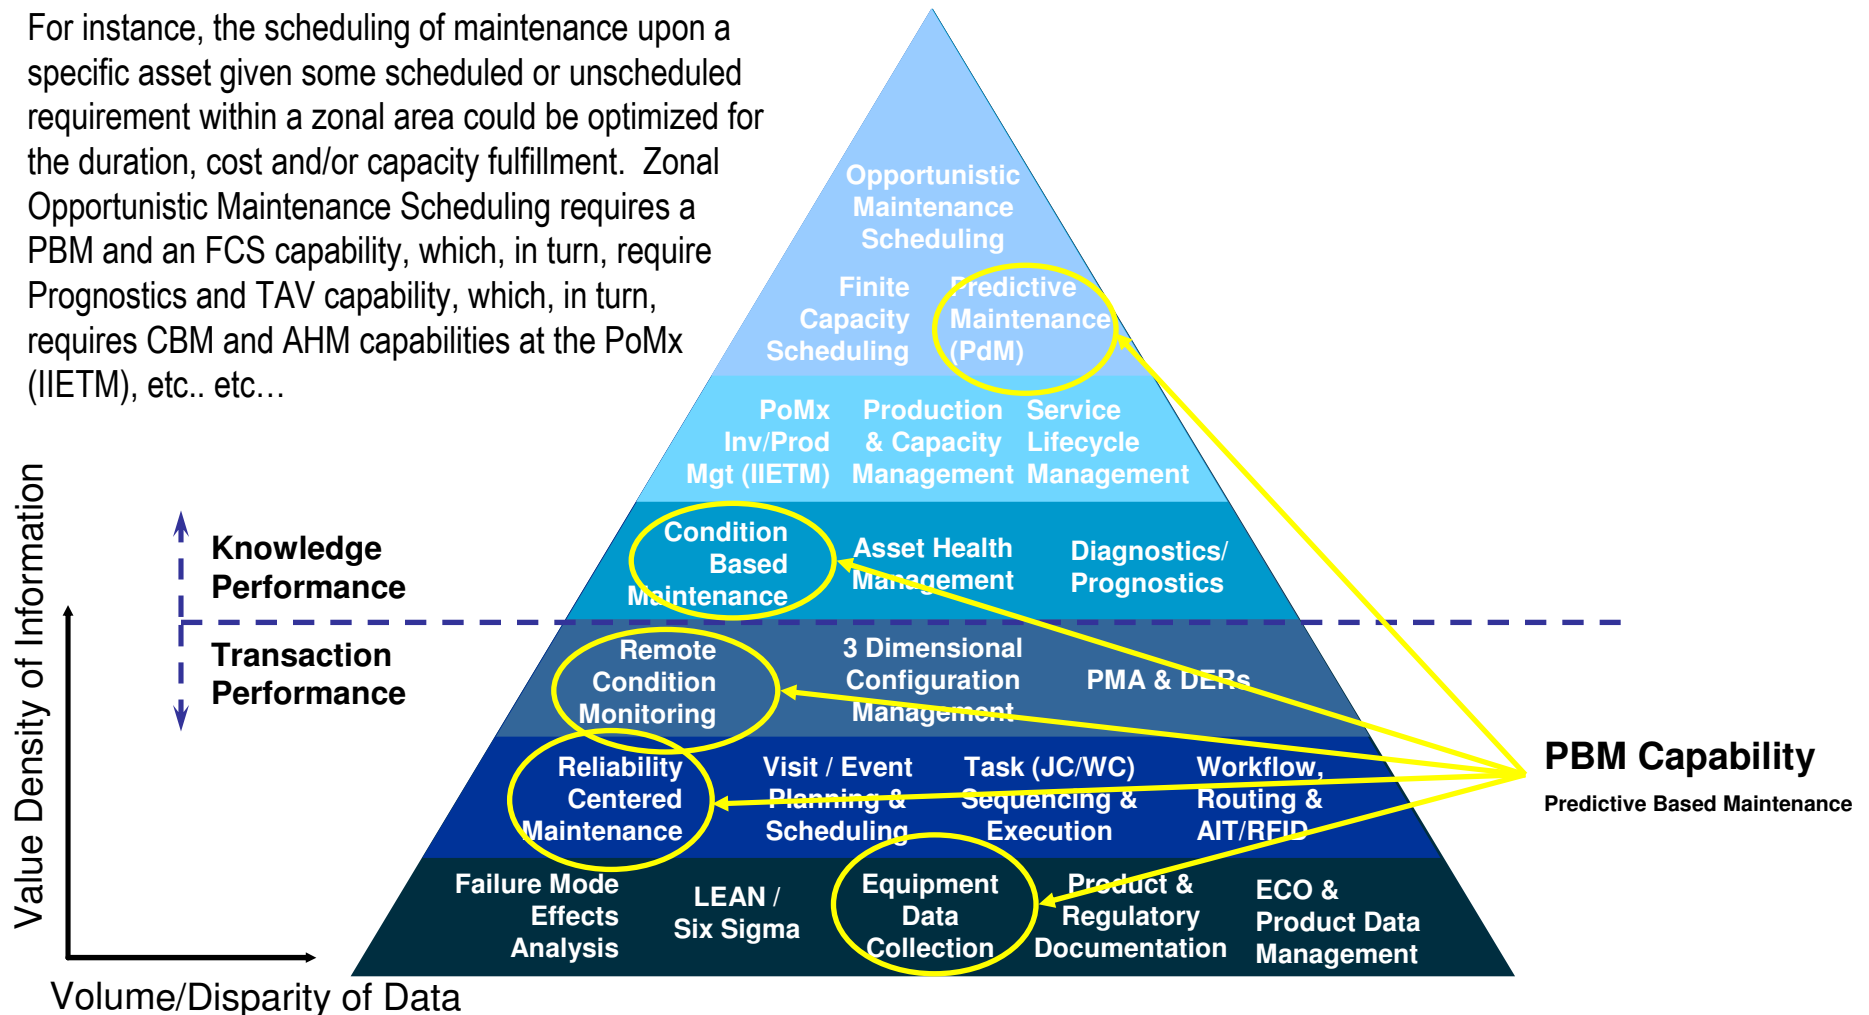 For instance, the scheduling of maintenance upon a
specific asset given some scheduled or unscheduled
requirement within a zonal area could be optimized for
the duration, cost and/or capacity fulfillment.  Zonal
Opportunistic Maintenance Scheduling requires a
PBM and an FCS capability, which, in turn, require
Prognostics and TAV capability, which, in turn,
requires CBM and AHM capabilities at the PoMx
(IIETM), etc.. etc…
Opportunistic
Maintenance
Scheduling
Finite
Capacity
Scheduling
Predictive
Maintenance
(PdM)
PoMx
Inv/Prod
Mgt (IIETM)
Production
& Capacity
Management
Service
Lifecycle
Management
Condition
Based
Maintenance
Asset Health
Management
Diagnostics/
Prognostics
Knowledge
Performance
Transaction
Performance
Remote
Condition
Monitoring
3 Dimensional
Configuration
Management
PMA & DERs
Reliability
Centered
Maintenance
Visit / Event
Planning &
Scheduling
Task (JC/WC)
Sequencing &
Execution
Workflow,
Routing &
AIT/RFID
Failure Mode
Effects
Analysis
LEAN /
Six Sigma
Equipment
Data
Collection
Product &
Regulatory
Documentation
ECO &
Product Data
Management
PBM Capability
Predictive Based Maintenance
Value Density of Information
Volume/Disparity of Data